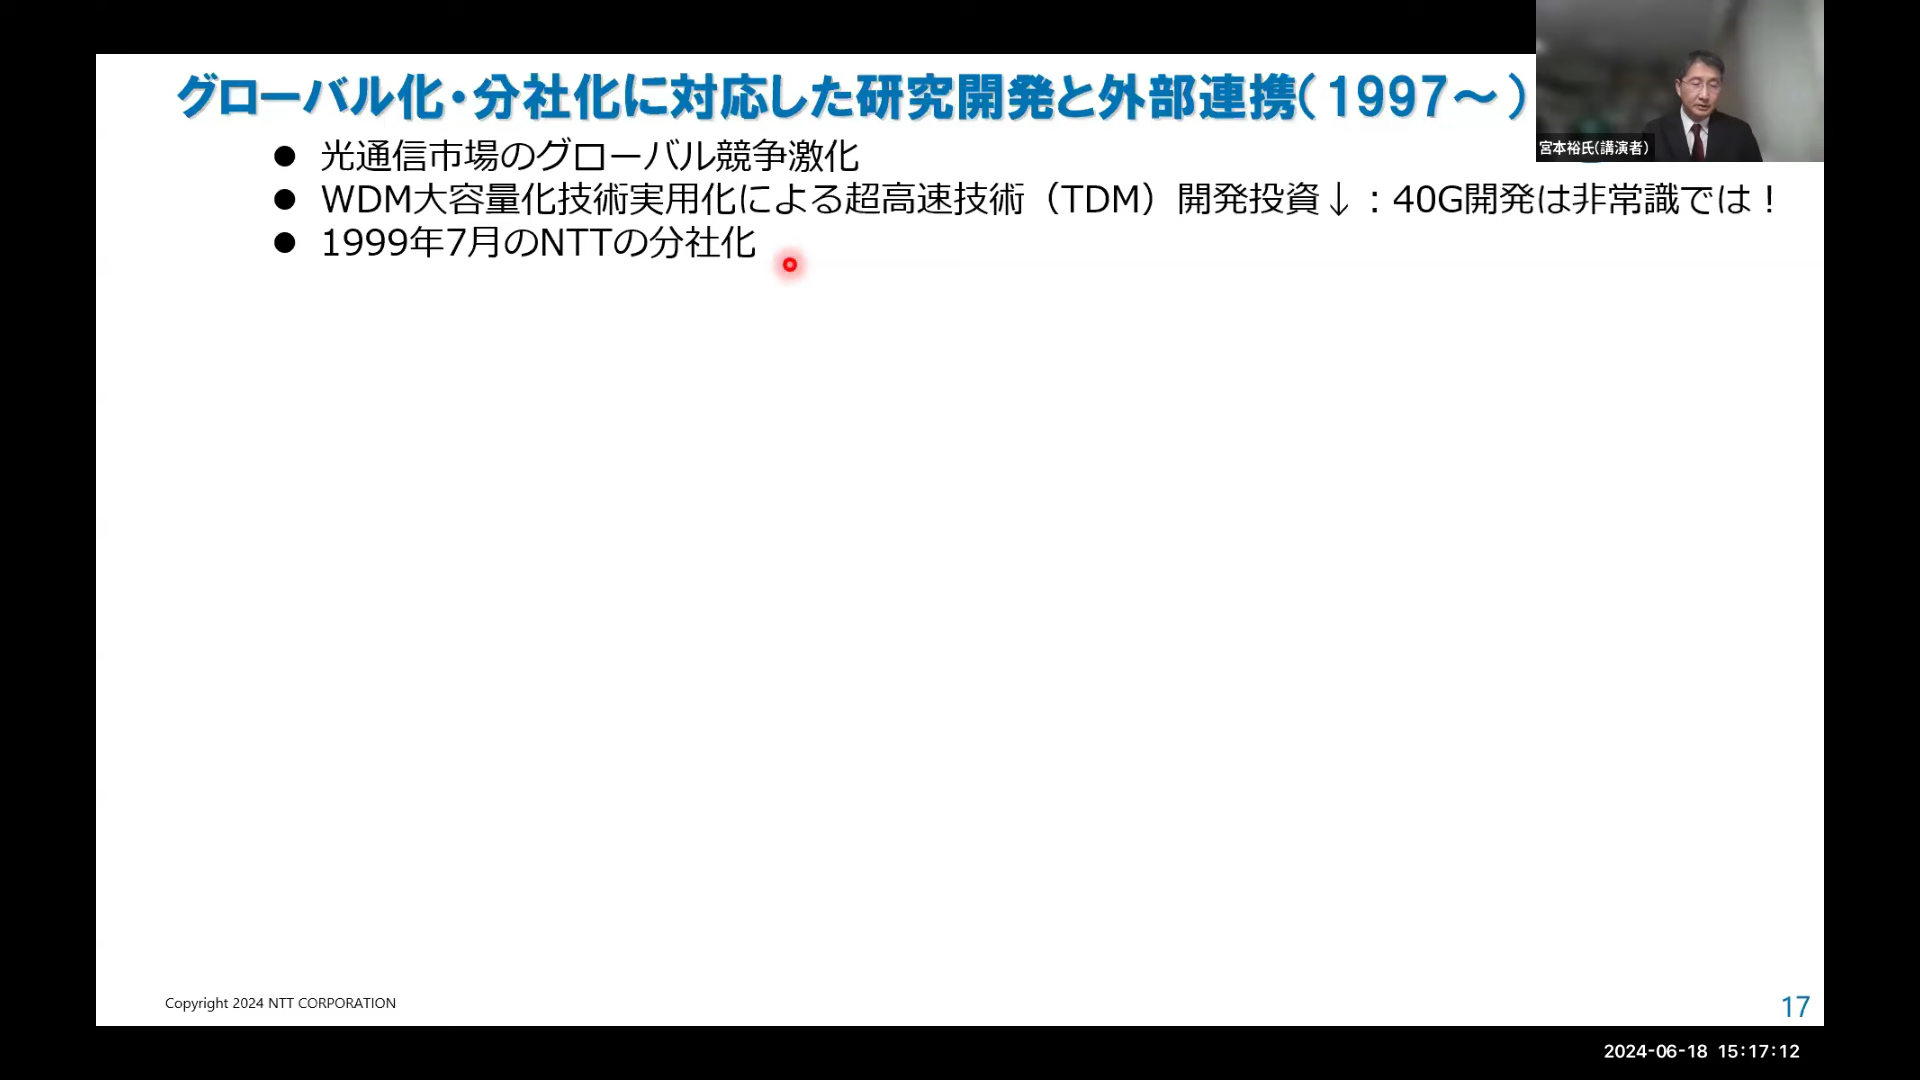 グローバル化・分社化に対応した研究開発と外部連携（1997～）
宮本裕氏(講演者)
● 光通信市場のグローバル競争激化
● WDM大容量化技術実用化による超高速技術（TDM）開発投資↓：40G開発は非常識では！
● 1999年7月のNTTの分社化
Copyright 2024 NTT CORPORATION
17
2024-06-18 15:17:12